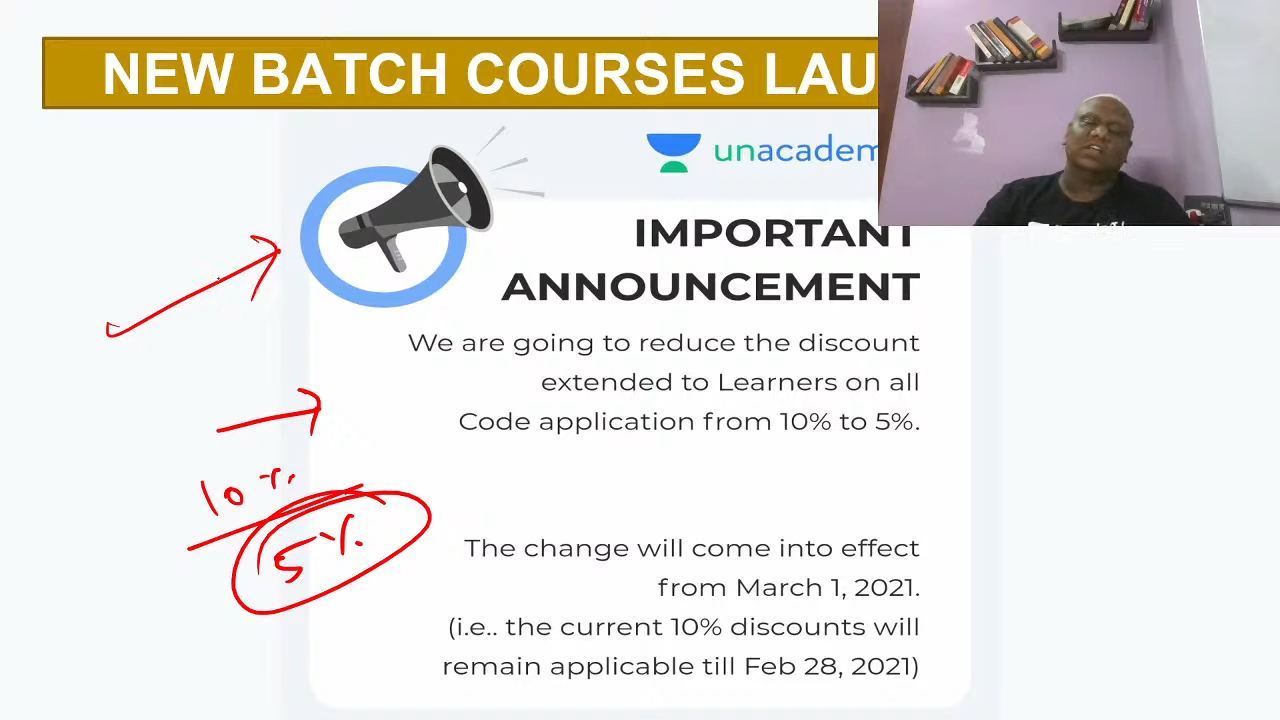 NEW BATCH COURSES LAU
unacadem
IMPORTANT
ANNOUNCEMENT
We are going to reduce the discount
extended to Learners on all
Code application from 10% to 5%.
10%
5%
The change will come into effect
from March 1, 2021.
(i.e.. the current 10% discounts will
remain applicable till Feb 28, 2021)